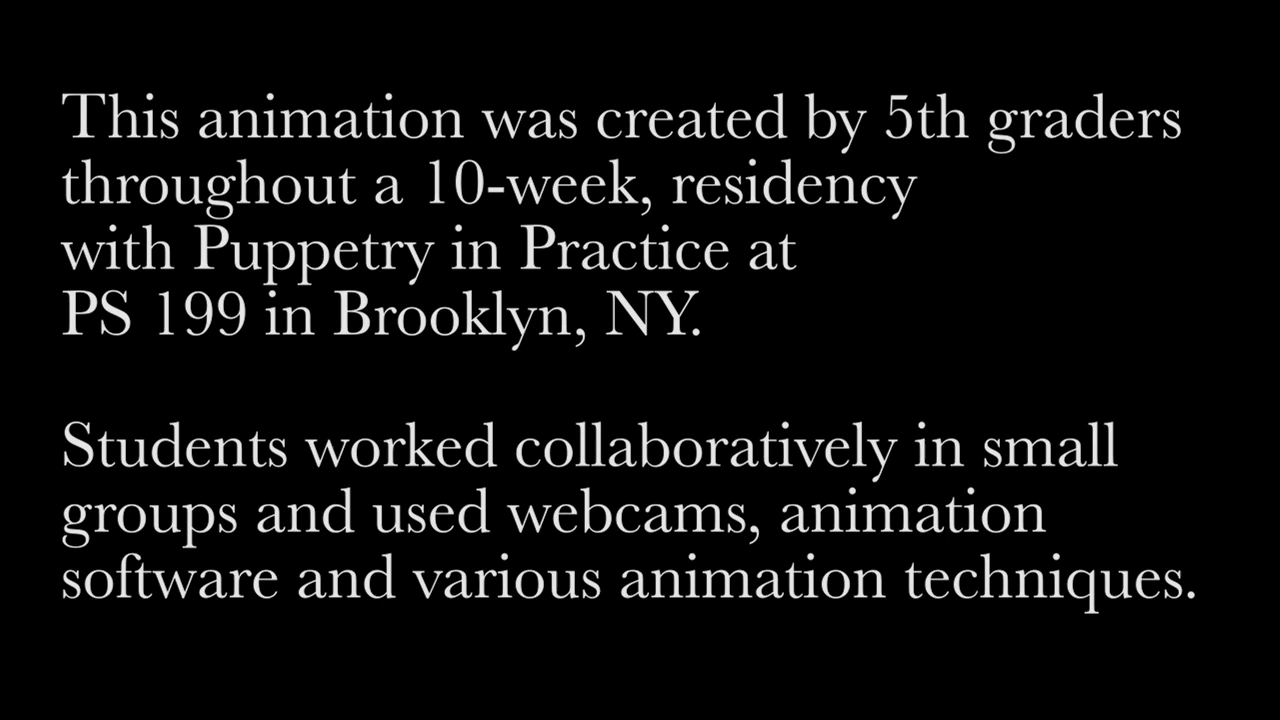 This animation was created by 5th graders
throughout a 10-week, residency
with Puppetry in Practice at
PS 199 in Brooklyn, NY.
Students worked collaboratively in small
groups and used webcams, animation
software and various animation techniques.